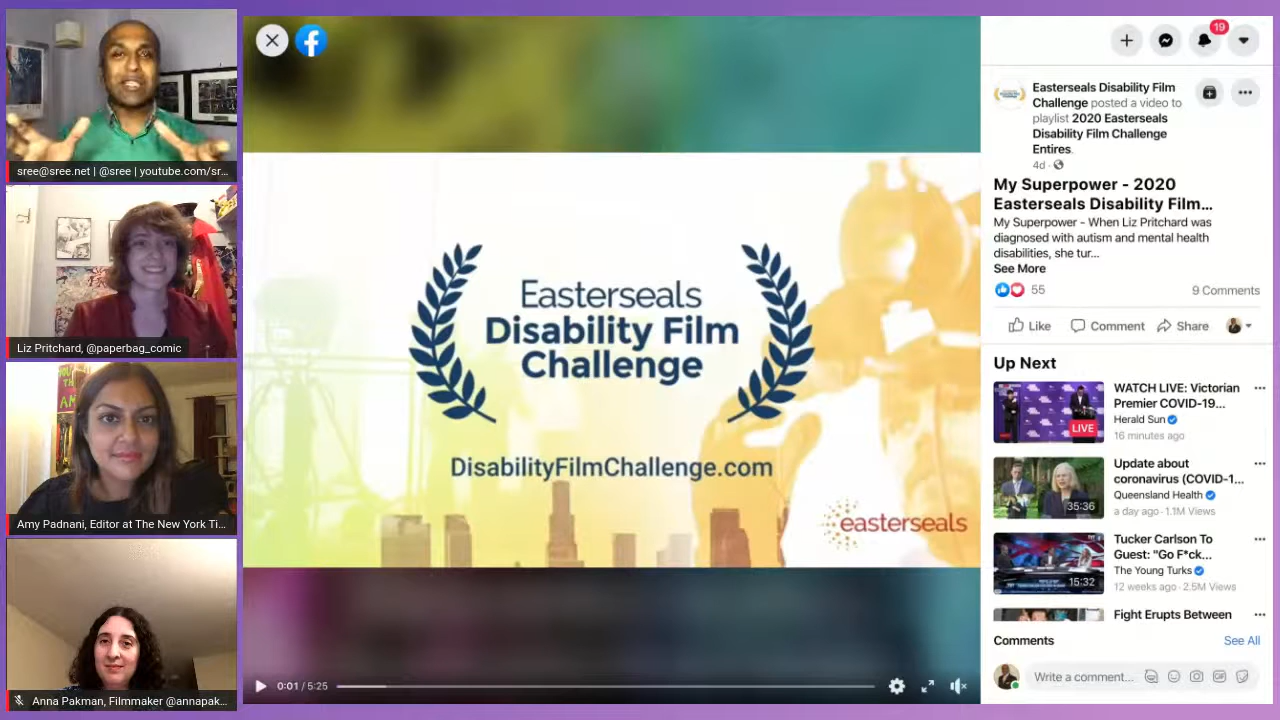 sree@sree.net | @sree | youtube.com/sr...
Liz Pritchard, @paperbag_comic
Amy Padnani, Editor at The New York Ti...
Anna Pakman, Filmmaker @annapak...
Easterseals
Disability Film
Challenge
DisabilityFilmChallenge.com
easterseals
0:01 / 5:25
19
Easterseals Disability Film
Challenge posted a video to
playlist 2020 Easterseals
Disability Film Challenge
Entires.
4d
My Superpower - 2020
Easterseals Disability Film...
My Superpower - When Liz Pritchard was
diagnosed with autism and mental health
disabilities, she tur...
See More
55
9 Comments
Like
Comment
Share
Up Next
LIVE
WATCH LIVE: Victorian
Premier COVID-19...
Herald Sun
16 minutes ago
35:36
Update about
coronavirus (COVID-1...
Queensland Health
a day ago · 1.1M Views
15:32
Tucker Carlson To
Guest: "Go F*ck...
The Young Turks
12 weeks ago · 2.5M Views
Fight Erupts Between
Comments
See All
Write a comment...